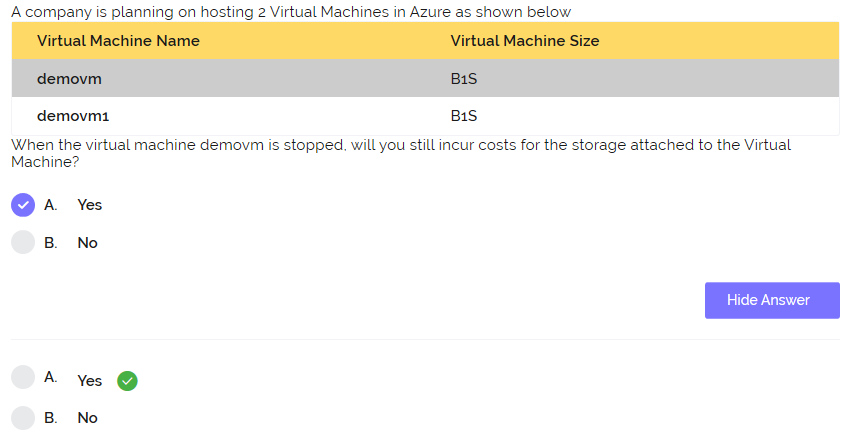 A company is planning on hosting 2 Virtual Machines in Azure as shown below
Virtual Machine Name Virtual Machine Size
demovm B1S
demovm1 B1S
When the virtual machine demovm is stopped, will you still incur costs for the storage attached to the Virtual
Machine?
A. Yes
B. No
Hide Answer
A. Yes
B. No